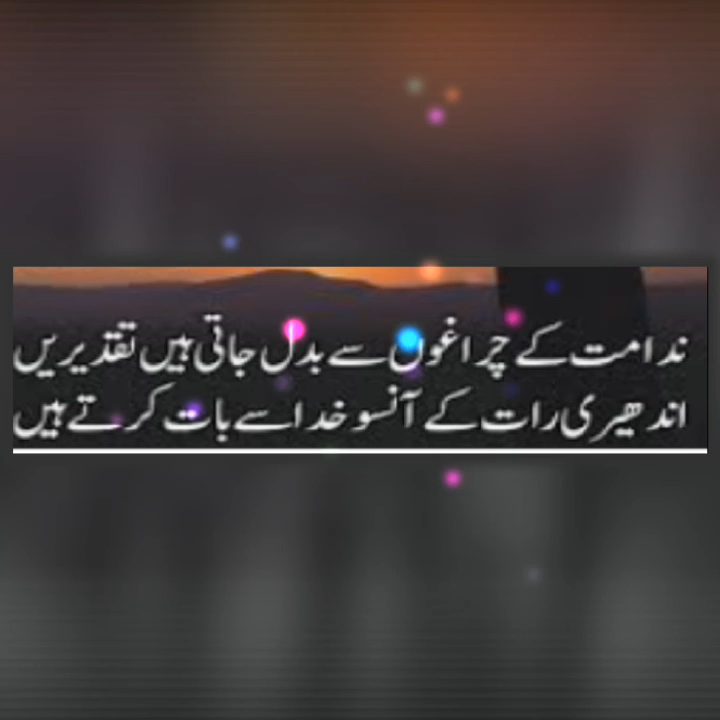 ندامت کے چراغوں سے بدل جاتی ہیں تقدیریں
اندھیری رات کے آنسو خدا سے بات کرتے ہیں